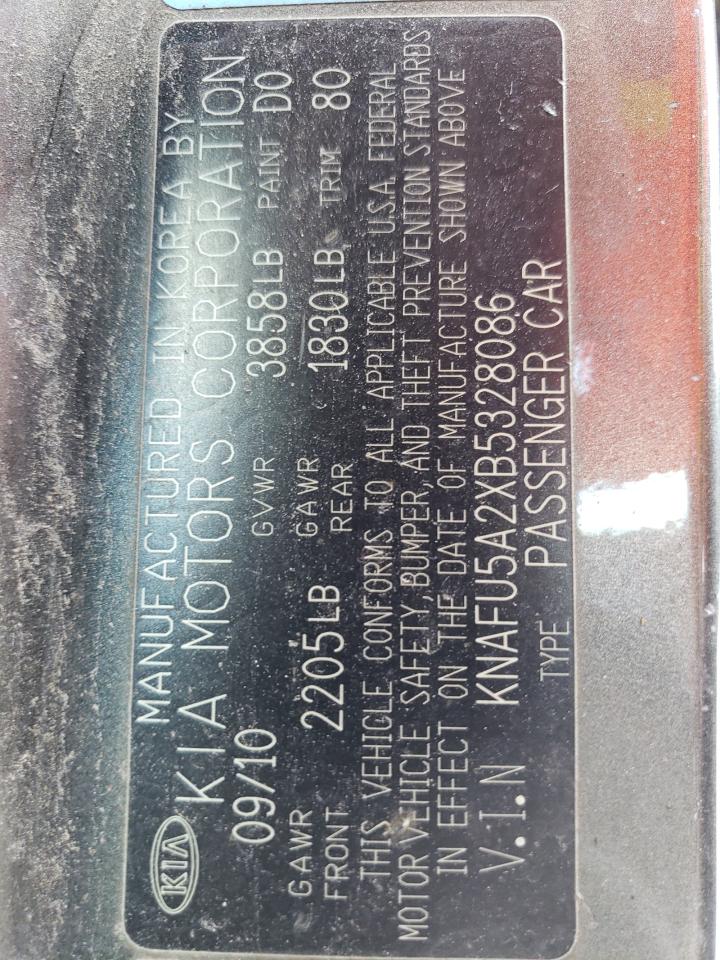 KIA
MANUFACTURED IN KOREA BY
KIA MOTORS CORPORATION
09/10 GVWR 3858LB PAINT D0
GAWR FRONT 2205LB GAWR REAR 1830LB TRIM 80
THIS VEHICLE CONFORMS TO ALL APPLICABLE U.S.A. FEDERAL
MOTOR VEHICLE SAFETY, BUMPER, AND THEFT PREVENTION STANDARDS
IN EFFECT ON THE DATE OF MANUFACTURE SHOWN ABOVE
V.I.N KNAFU5A2XB5328086
TYPE PASSENGER CAR